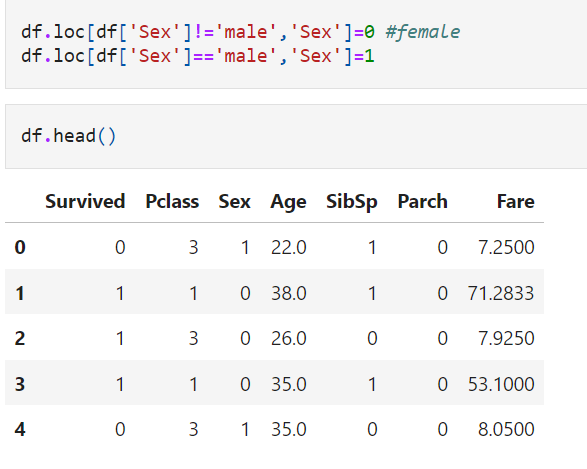 df.loc[df['Sex']!='male','Sex']=0 #female
df.loc[df['Sex']=='male','Sex']=1
df.head()
Survived Pclass Sex Age SibSp Parch Fare
0 0 3 1 22.0 1 0 7.2500
1 1 1 0 38.0 1 0 71.2833
2 1 3 0 26.0 0 0 7.9250
3 1 1 0 35.0 1 0 53.1000
4 0 3 1 35.0 0 0 8.0500